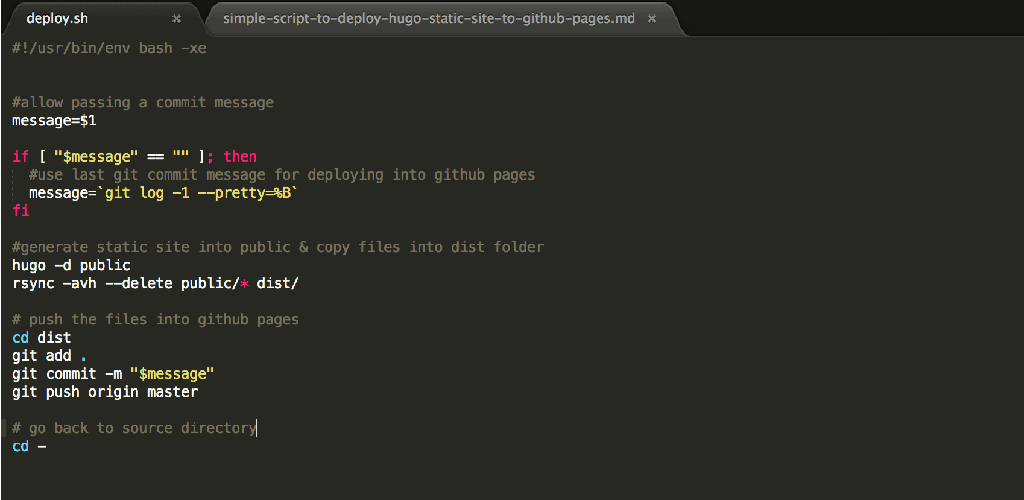 deploy.sh
simple-script-to-deploy-hugo-static-site-to-github-pages.md
#!/usr/bin/env bash -xe
#allow passing a commit message
message=$1
if [ "$message" == "" ]; then
#use last git commit message for deploying into github pages
message=`git log -1 --pretty=%B`
fi
#generate static site into public & copy files into dist folder
hugo -d public
rsync -avh --delete public/* dist/
# push the files into github pages
cd dist
git add .
git commit -m "$message"
git push origin master
# go back to source directory
cd -